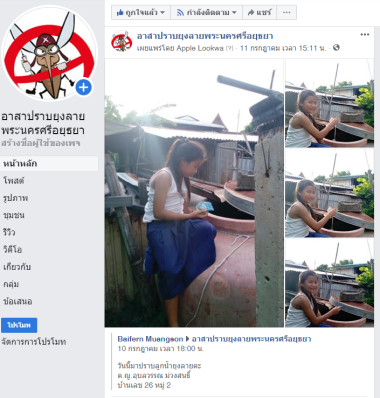 ถูกใจแล้ว กำลังติดตาม แชร์ ...
อาสาปราบยุงลายพระนครศรีอยุธยา
เผยแพร่โดย Apple Lookwa · 11 กรกฎาคม เวลา 15:11 น.
อาสาปราบยุงลาย
พระนครศรีอยุธยา
สร้างชื่อผู้ใช้ของเพจ
หน้าหลัก
โพสต์
รูปภาพ
ชุมชน
รีวิว
วิดีโอ
เกี่ยวกับ
กลุ่ม
ข้อเสนอ
โปรโมท
จัดการการโปรโมท
Baifern Muangson ▸ อาสาปราบยุงลายพระนครศรีอยุธยา
10 กรกฎาคม เวลา 18:00 น.
วันนี้มาปราบลูกน้ำยุงลายคะ
ด.ญ.อุบลวรรณ ม่วงสนธิ์
บ้านเลข 26 หมู่ 2